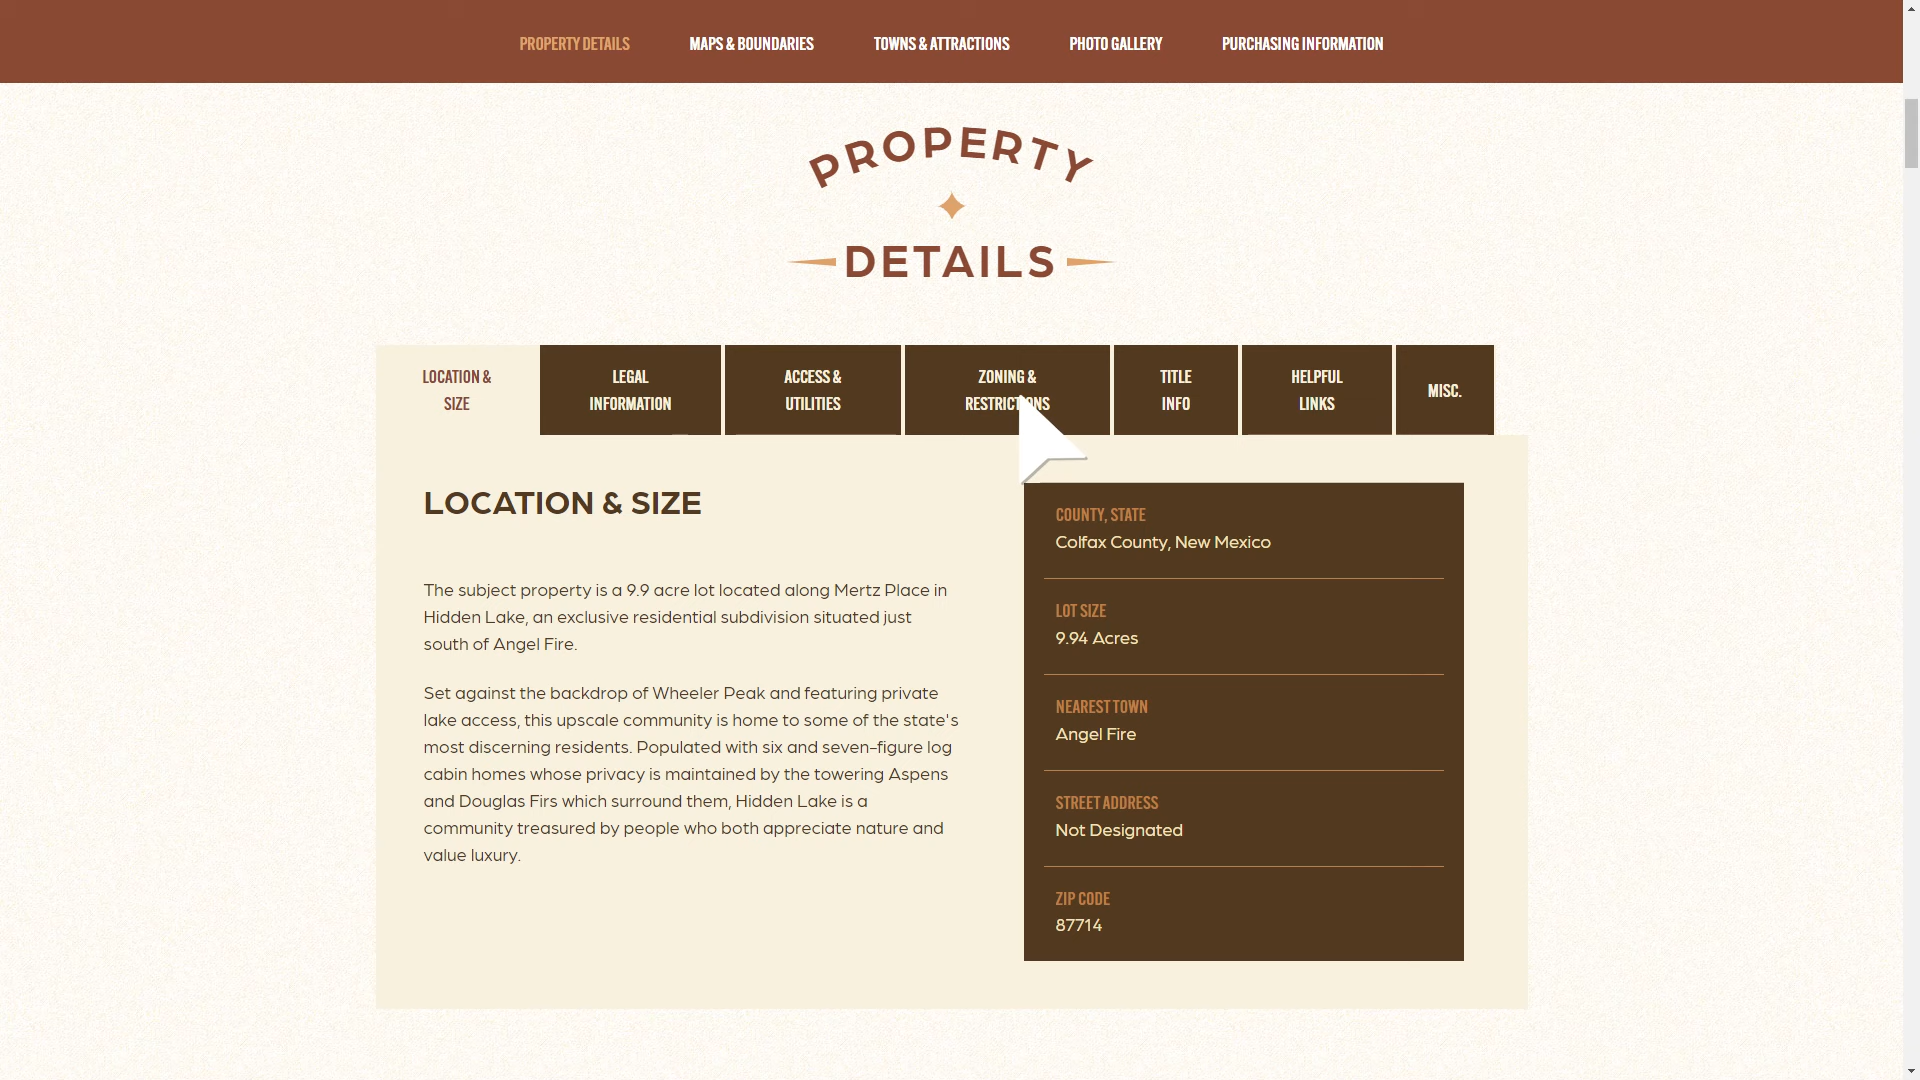 PROPERTY DETAILS
MAPS & BOUNDARIES
TOWNS & ATTRACTIONS
PHOTO GALLERY
PURCHASING INFORMATION
PROPERTY
DETAILS
LOCATION &
SIZE
LEGAL
INFORMATION
ACCESS &
UTILITIES
ZONING &
RESTRICTIONS
TITLE
INFO
HELPFUL
LINKS
MISC.
LOCATION & SIZE
The subject property is a 9.9 acre lot located along Mertz Place in
Hidden Lake, an exclusive residential subdivision situated just
south of Angel Fire.
Set against the backdrop of Wheeler Peak and featuring private
lake access, this upscale community is home to some of the state's
most discerning residents. Populated with six and seven-figure log
cabin homes whose privacy is maintained by the towering Aspens
and Douglas Firs which surround them, Hidden Lake is a
community treasured by people who both appreciate nature and
value luxury.
COUNTY, STATE
Colfax County, New Mexico
LOT SIZE
9.94 Acres
NEAREST TOWN
Angel Fire
STREET ADDRESS
Not Designated
ZIP CODE
87714